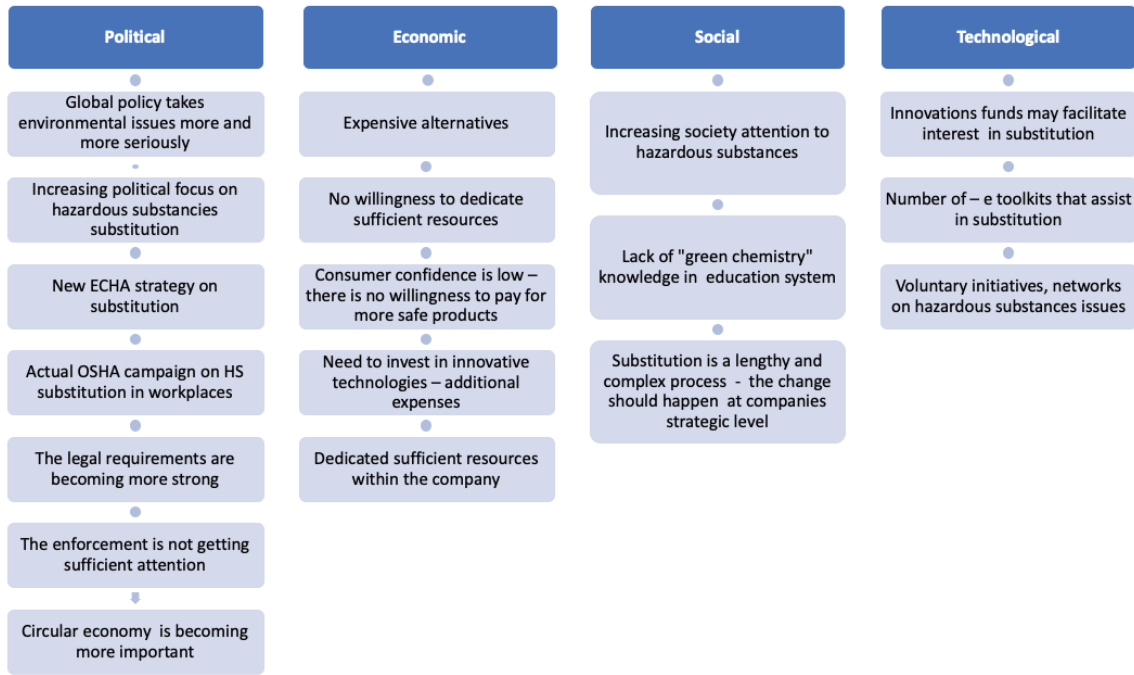 Political
Global policy takes
environmental issues more and
more seriously
Increasing political focus on
hazardous substancies
substitution
New ECHA strategy on
substitution
Actual OSHA campaign on HS
substitution in workplaces
The legal requirements are
becoming more strong
The enforcement is not getting
sufficient attention
Circular economy is becoming
more important
Economic
Expensive alternatives
No willingness to dedicate
sufficient resources
Consumer confidence is low –
there is no willingness to pay for
more safe products
Need to invest in innovative
technologies – additional
expenses
Dedicated sufficient resources
within the company
Social
Increasing society attention to
hazardous substances
Lack of "green chemistry"
knowledge in education system
Substitution is a lengthy and
complex process - the change
should happen at companies
strategic level
Technological
Innovations funds may facilitate
interest in substitution
Number of – e toolkits that assist
in substitution
Voluntary initiatives, networks
on hazardous substances issues